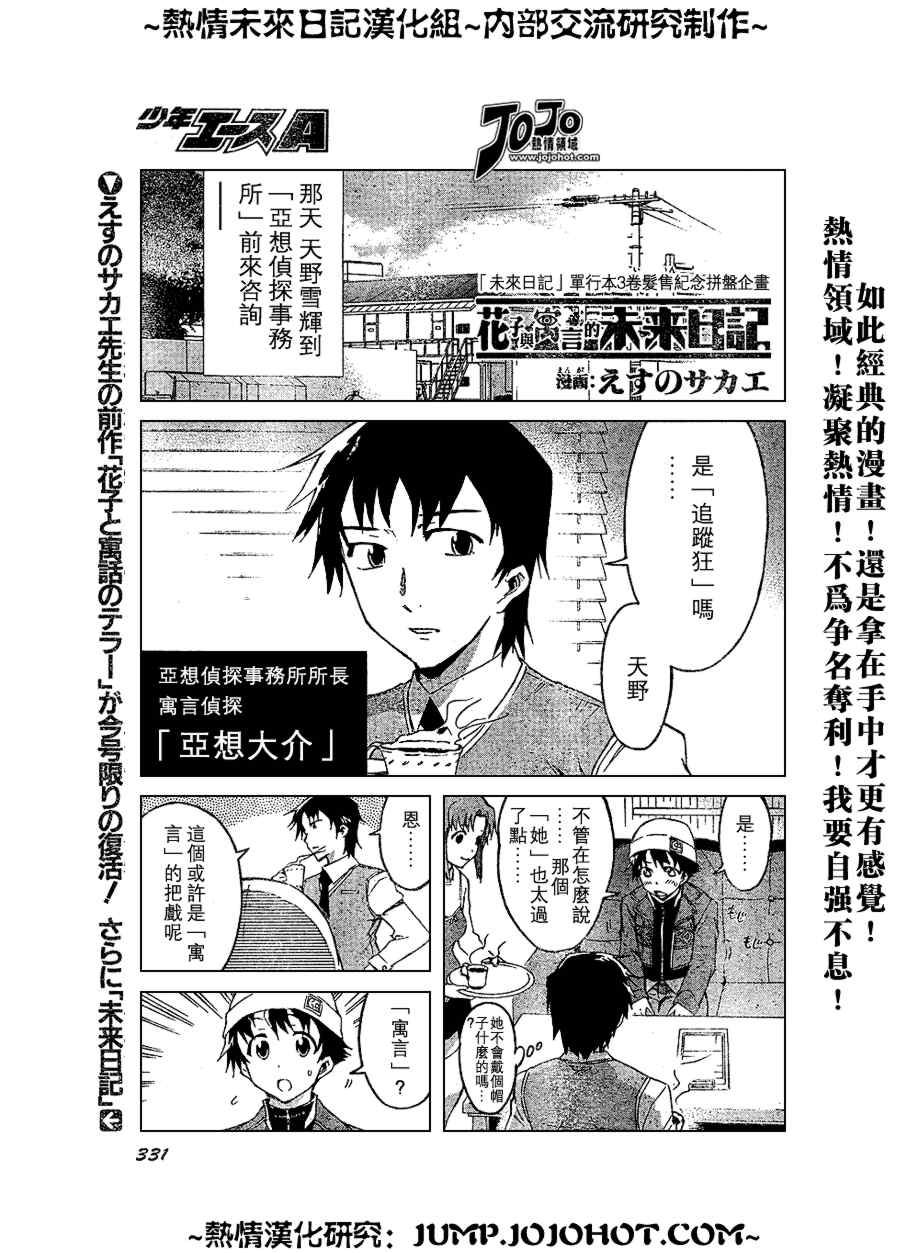 ~熱情未來日記漢化組~内部交流研究制作~
少年エースA
JOJO
熱情領域
www.jojohot.com
那天 天野雪輝到
「亞想偵探事務
所」前來咨詢
——
「未來日記」單行本3卷髮售紀念拼盤企畫
花子與寓言的未来日記
漫画:えすのサカエ
まんが
是「追蹤狂」嗎
……
天野
亞想偵探事務所所長
寓言偵探
「亞想大介」
是……
不管在怎麼說
……那個
「她」也太過
了點……
もじ
もじ
她不會戴個帽
子什麼的嗎…
?
恩……
這個或許是「寓
言」的把戲呢
「寓言」?
▼えすのサカエ先生の前作「花子と寓話のテラー」が今号限りの復活! さらに「未来日記」
如此經典的漫畫!還是拿在手中才更有感覺!
熱情領域!凝聚熱情!不爲争名奪利!我要自强不息!
331
~熱情漢化研究: JUMP.JOJOHOT.COM~